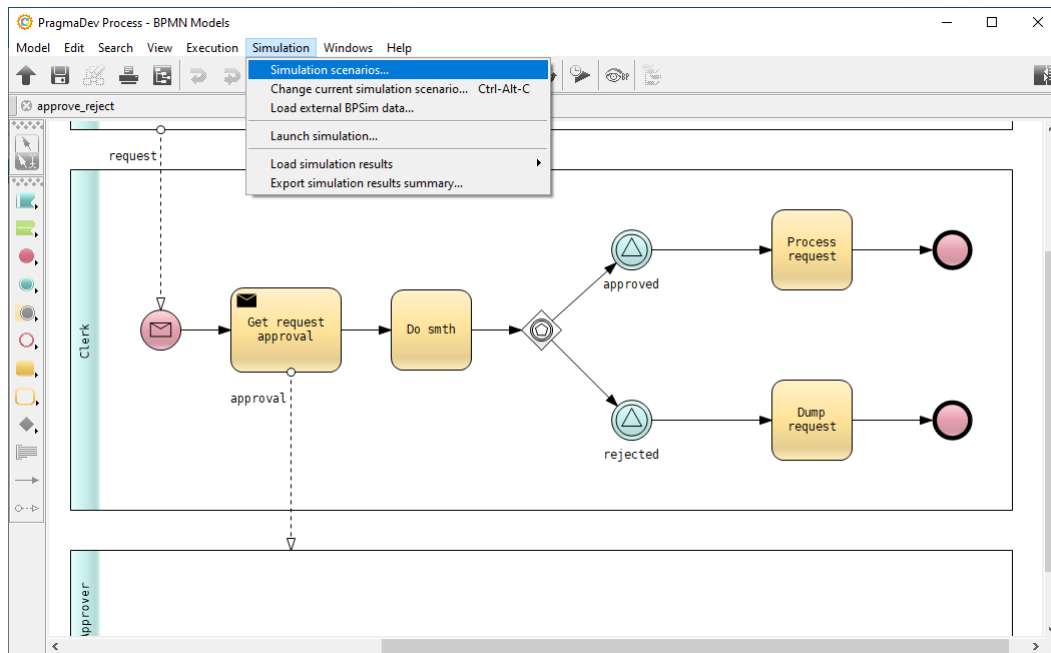 PragmaDev Process - BPMN Models
Model Edit Search View Execution Simulation Windows Help
Simulation scenarios...
Change current simulation scenario... Ctrl-Alt-C
Load external BPSim data...
Launch simulation...
Load simulation results
Export simulation results summary...
BP
approve_reject
request
Clerk
Get request
approval
Do smth
approved
rejected
Process
request
Dump
request
approval
Approver